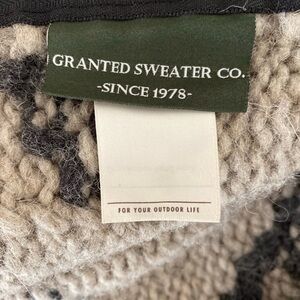 GRANTED SWEATER CO.
-SINCE 1978-
FOR YOUR OUTDOOR LIFE